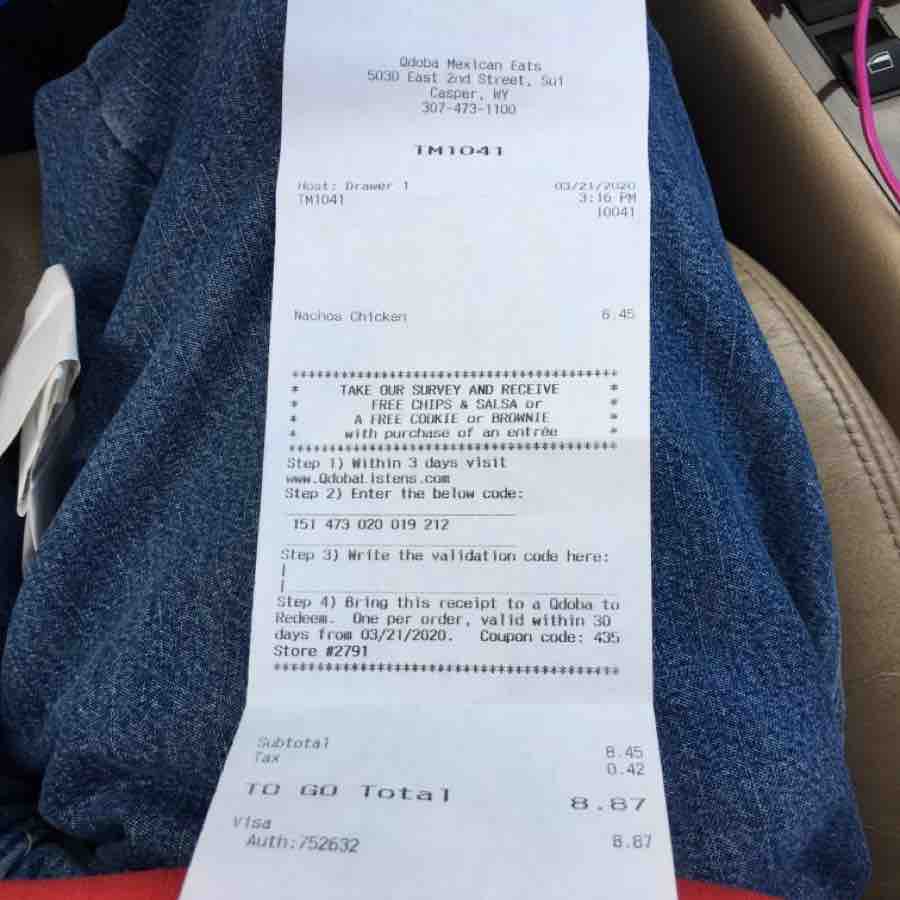 Qdoba Mexican Eats
5030 East 2nd Street, Su1
Casper, WY
307-473-1100
TM1041
Host: Drawer 1 03/21/2020
TM1041 3:16 PM
10041
Nachos Chicken 8.45
****************************************
* TAKE OUR SURVEY AND RECEIVE *
* FREE CHIPS & SALSA or *
* A FREE COOKIE or BROWNIE *
* with purchase of an entrée *
****************************************
Step 1) Within 3 days visit
www.QdobaListens.com
Step 2) Enter the below code:
151 473 020 019 212
Step 3) Write the validation code here:
|
|
Step 4) Bring this receipt to a Qdoba to
Redeem. One per order, valid within 30
days from 03/21/2020. Coupon code: 435
Store #2791
****************************************
Subtotal 8.45
Tax 0.42
TO GO Total 8.87
Visa
Auth:752632 8.87